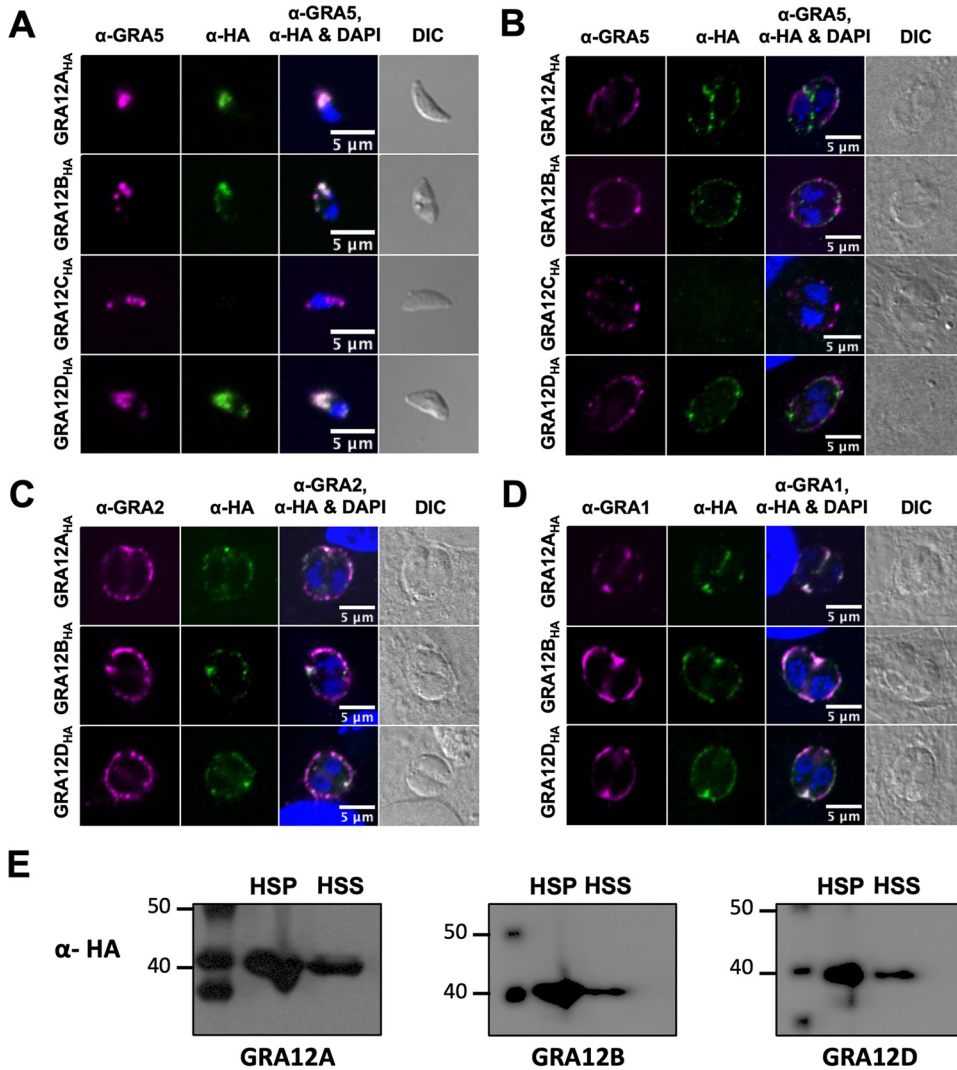 A
α-GRA5 α-HA α-GRA5, α-HA & DAPI DIC
GRA12A_HA
5 µm
GRA12B_HA
5 µm
GRA12C_HA
5 µm
GRA12D_HA
5 µm
B
α-GRA5 α-HA α-GRA5, α-HA & DAPI DIC
GRA12A_HA
5 µm
GRA12B_HA
5 µm
GRA12C_HA
5 µm
GRA12D_HA
5 µm
C
α-GRA2 α-HA α-GRA2, α-HA & DAPI DIC
GRA12A_HA
5 µm
GRA12B_HA
5 µm
GRA12D_HA
5 µm
D
α-GRA1 α-HA α-GRA1, α-HA & DAPI DIC
GRA12A_HA
5 µm
GRA12B_HA
5 µm
GRA12D_HA
5 µm
E
α- HA
HSP HSS
50
40
GRA12A
HSP HSS
50
40
GRA12B
HSP HSS
50
40
GRA12D